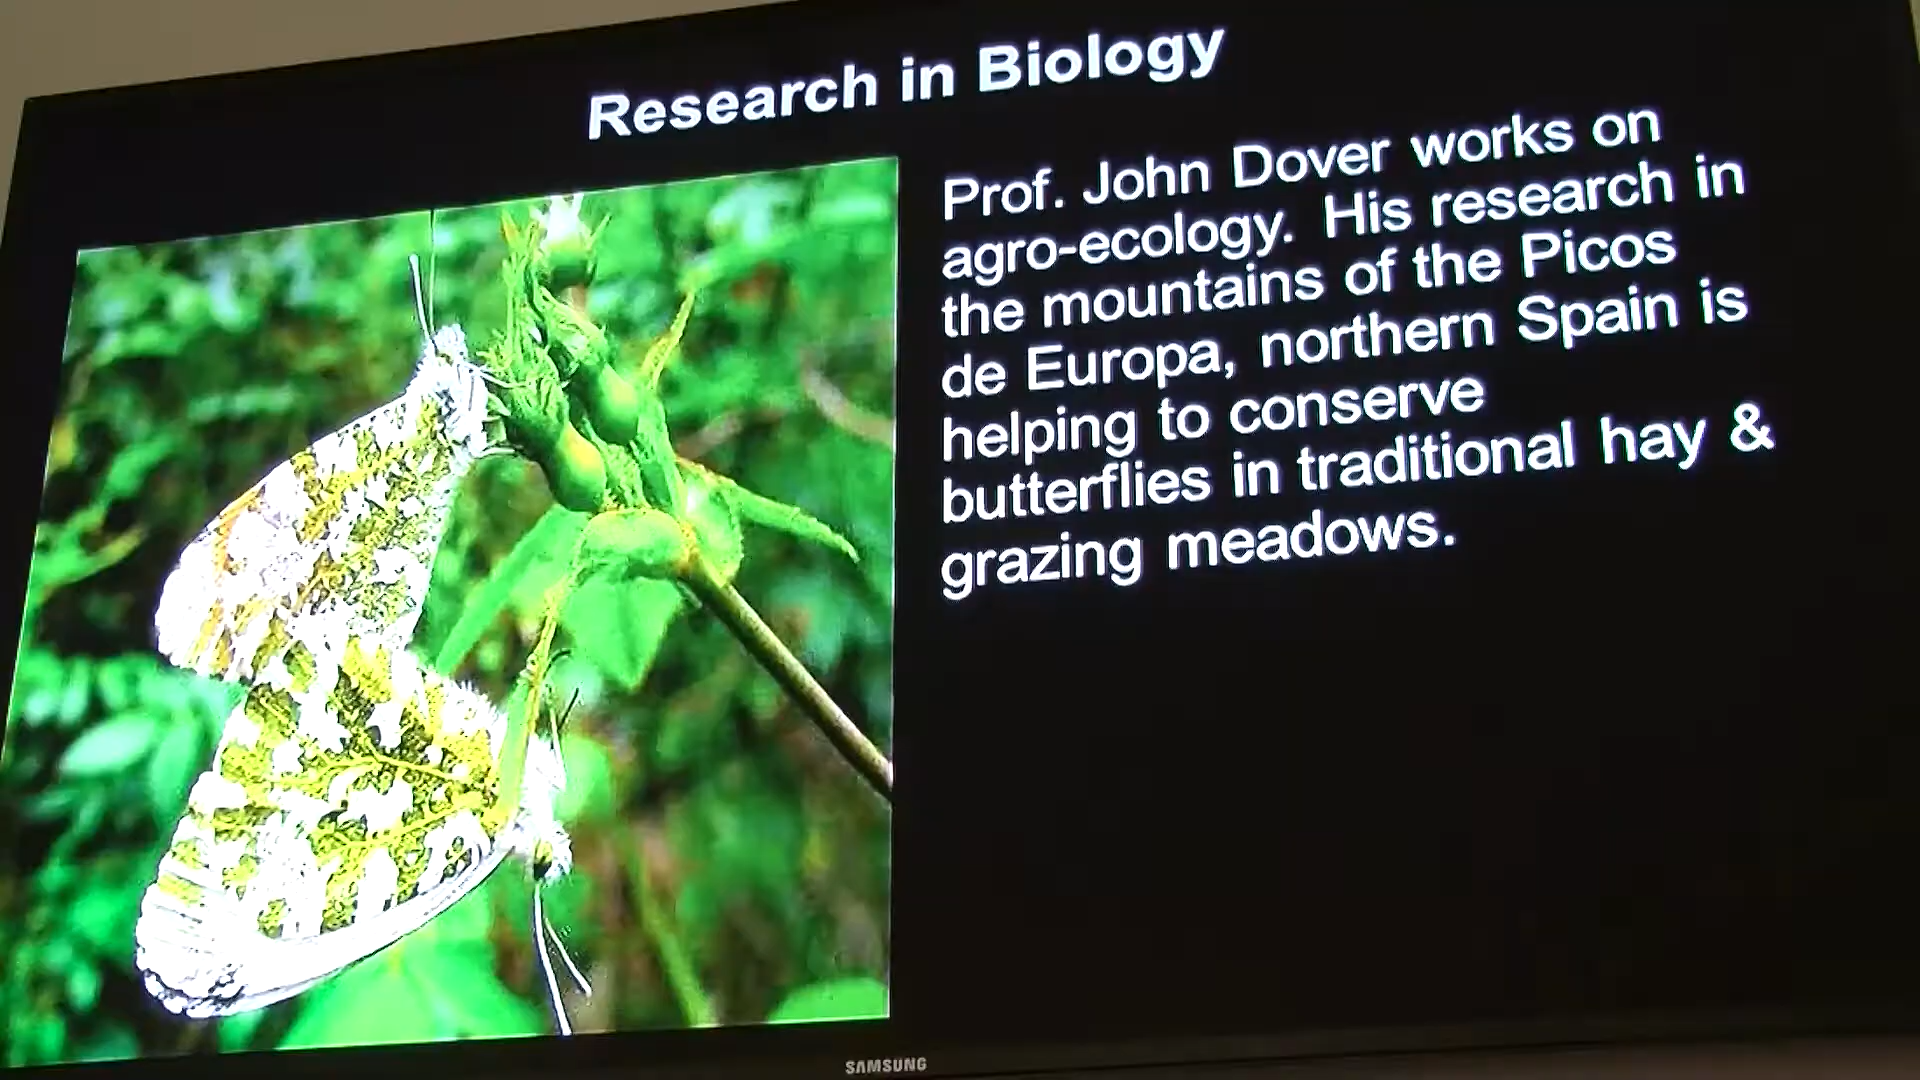 Research in Biology
Prof. John Dover works on
agro-ecology. His research in
the mountains of the Picos
de Europa, northern Spain is
helping to conserve
butterflies in traditional hay &
grazing meadows.
SAMSUNG